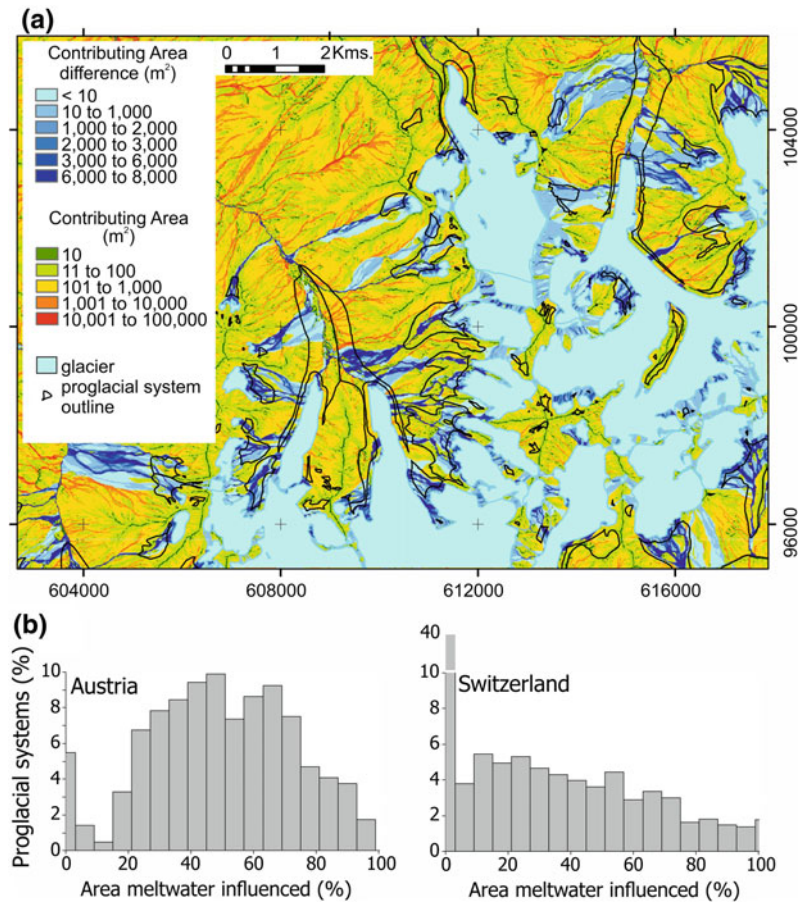 (a)
Contributing Area
difference (m²)
< 10
10 to 1,000
1,000 to 2,000
2,000 to 3,000
3,000 to 6,000
6,000 to 8,000
Contributing Area
(m²)
10
11 to 100
101 to 1,000
1,001 to 10,000
10,001 to 100,000
glacier
proglacial system
outline
0 1 2Kms.
104000
100000
96000
604000 608000 612000 616000
(b)
Proglacial systems (%)
10
8
6
4
2
0
Austria
0 20 40 60 80 100
Area meltwater influenced (%)
40
10
8
6
4
2
0
Switzerland
0 20 40 60 80 100
Area meltwater influenced (%)